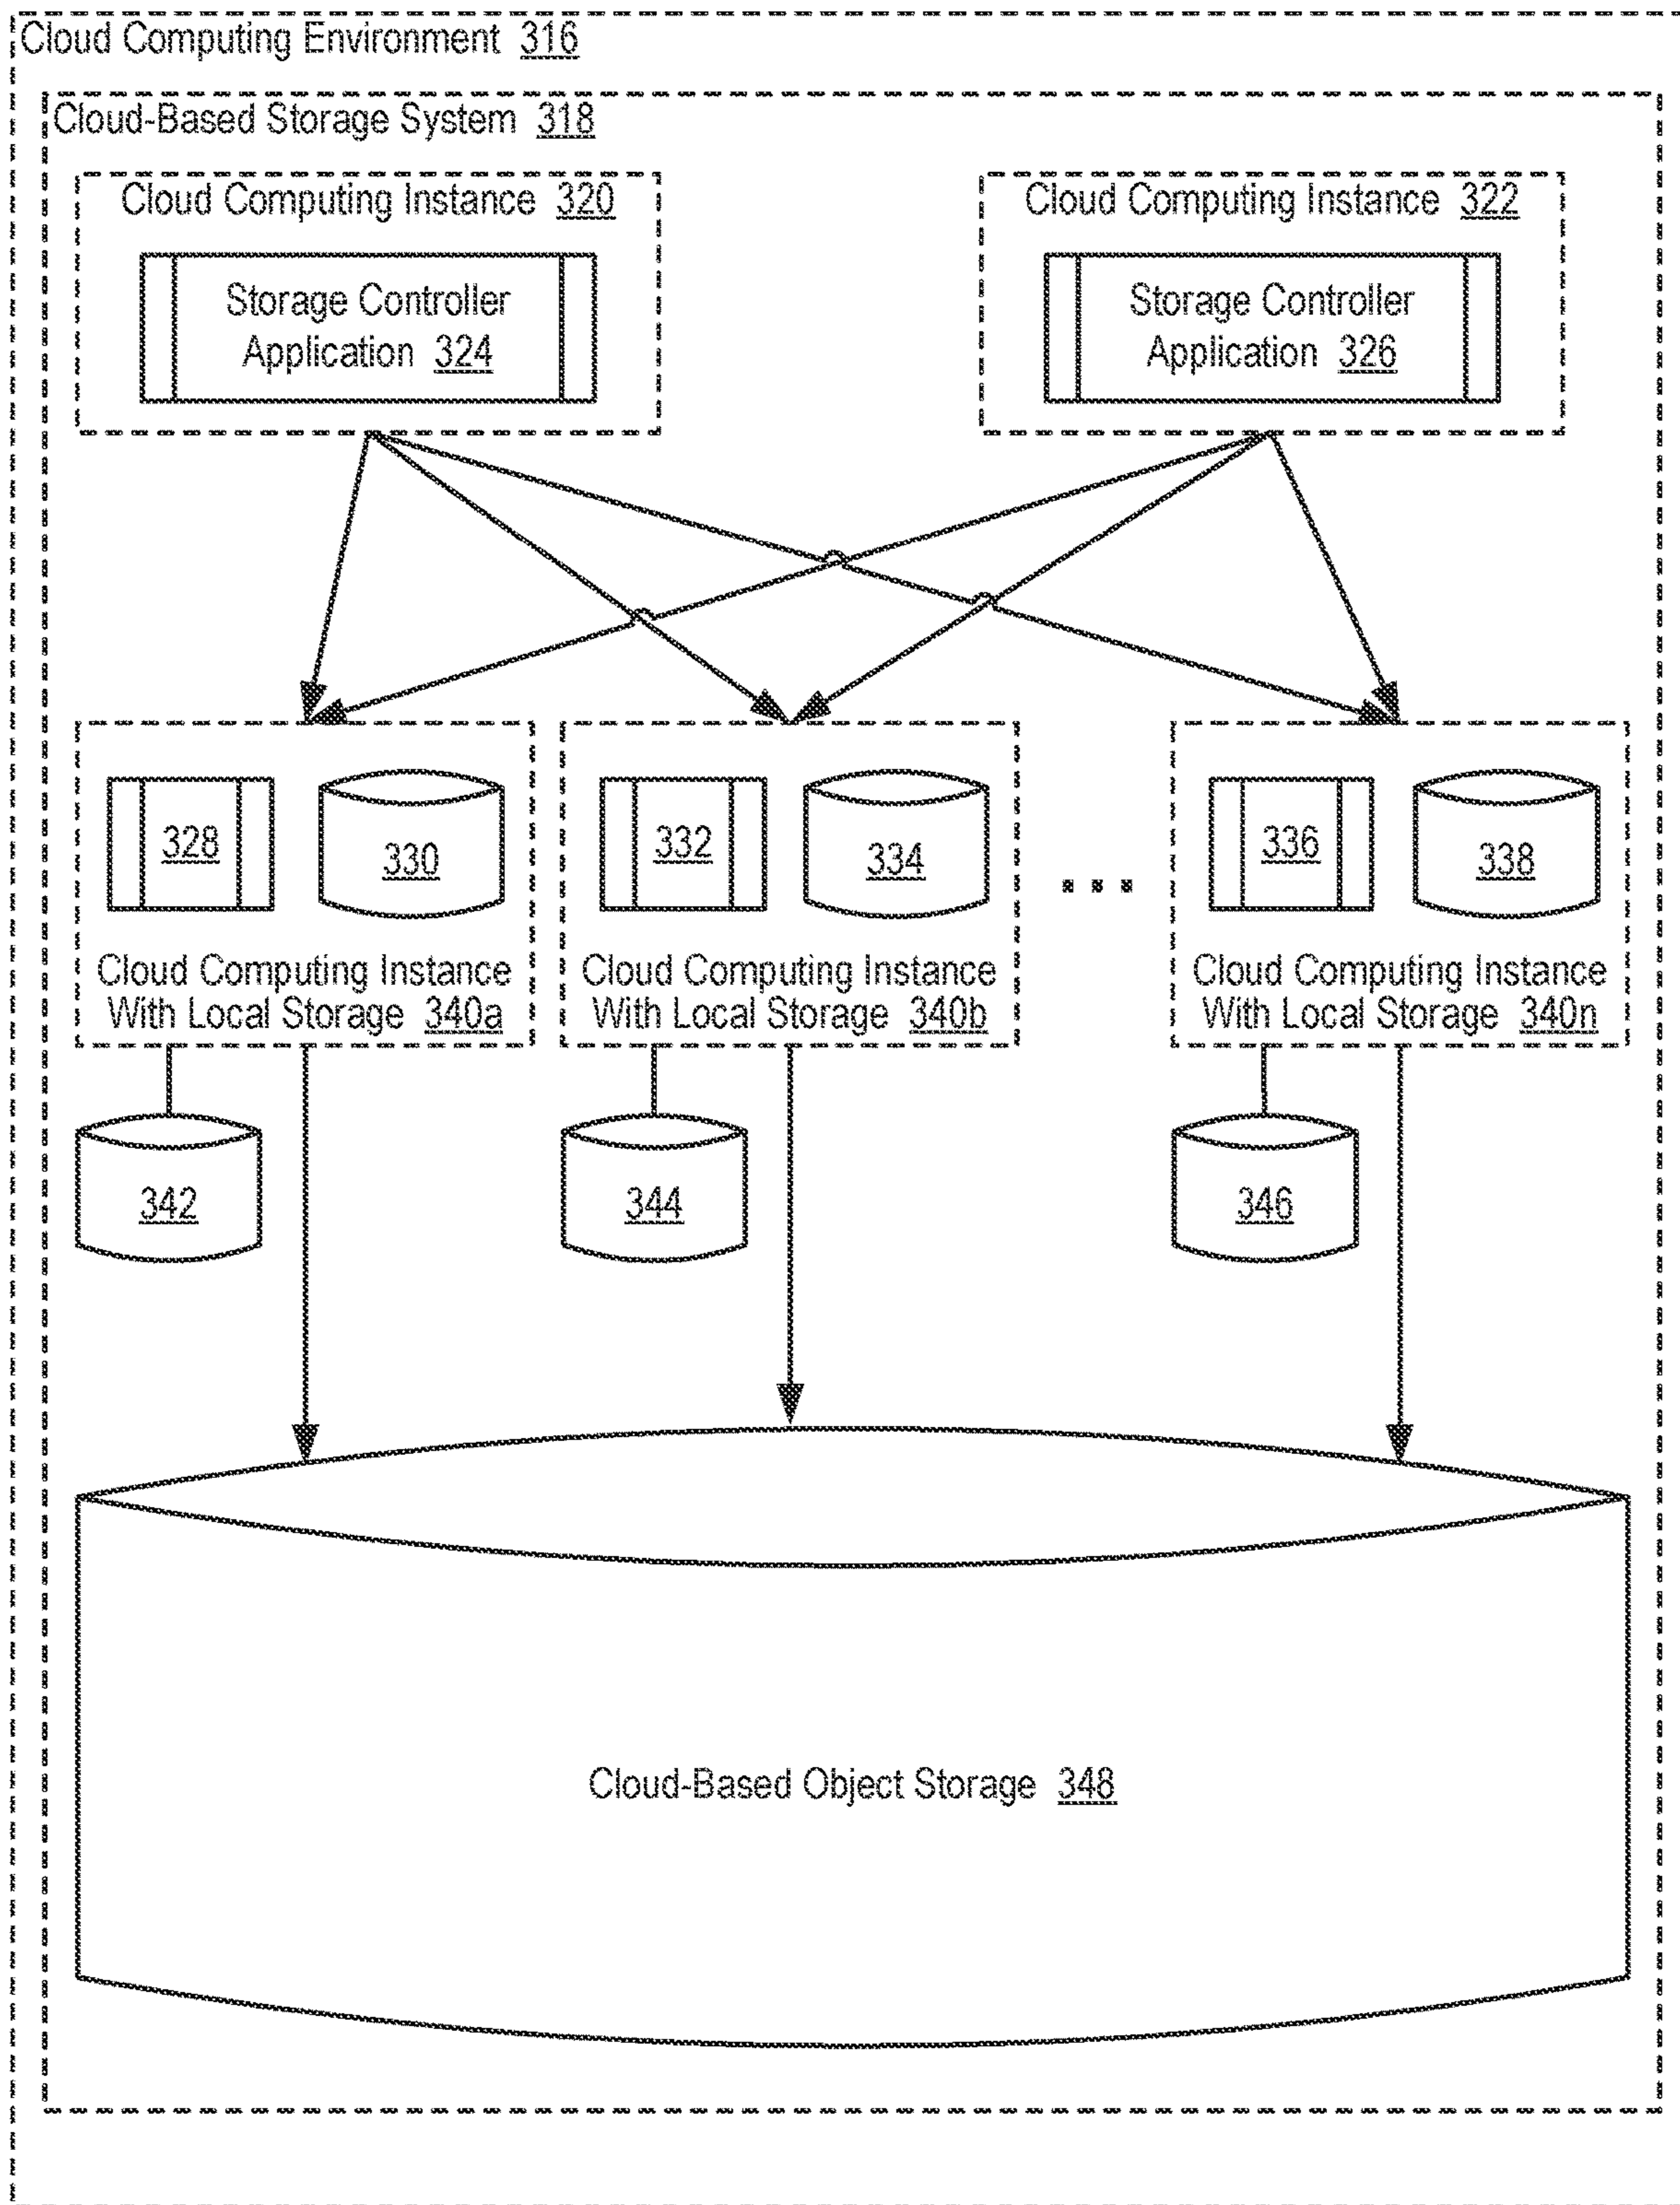 Cloud Computing Environment 316
Cloud-Based Storage System 318
Cloud Computing Instance 320
Storage Controller
Application 324
Cloud Computing Instance 322
Storage Controller
Application 326
328
330
Cloud Computing Instance
With Local Storage 340a
332
334
Cloud Computing Instance
With Local Storage 340b
...
336
338
Cloud Computing Instance
With Local Storage 340n
342
344
346
Cloud-Based Object Storage 348